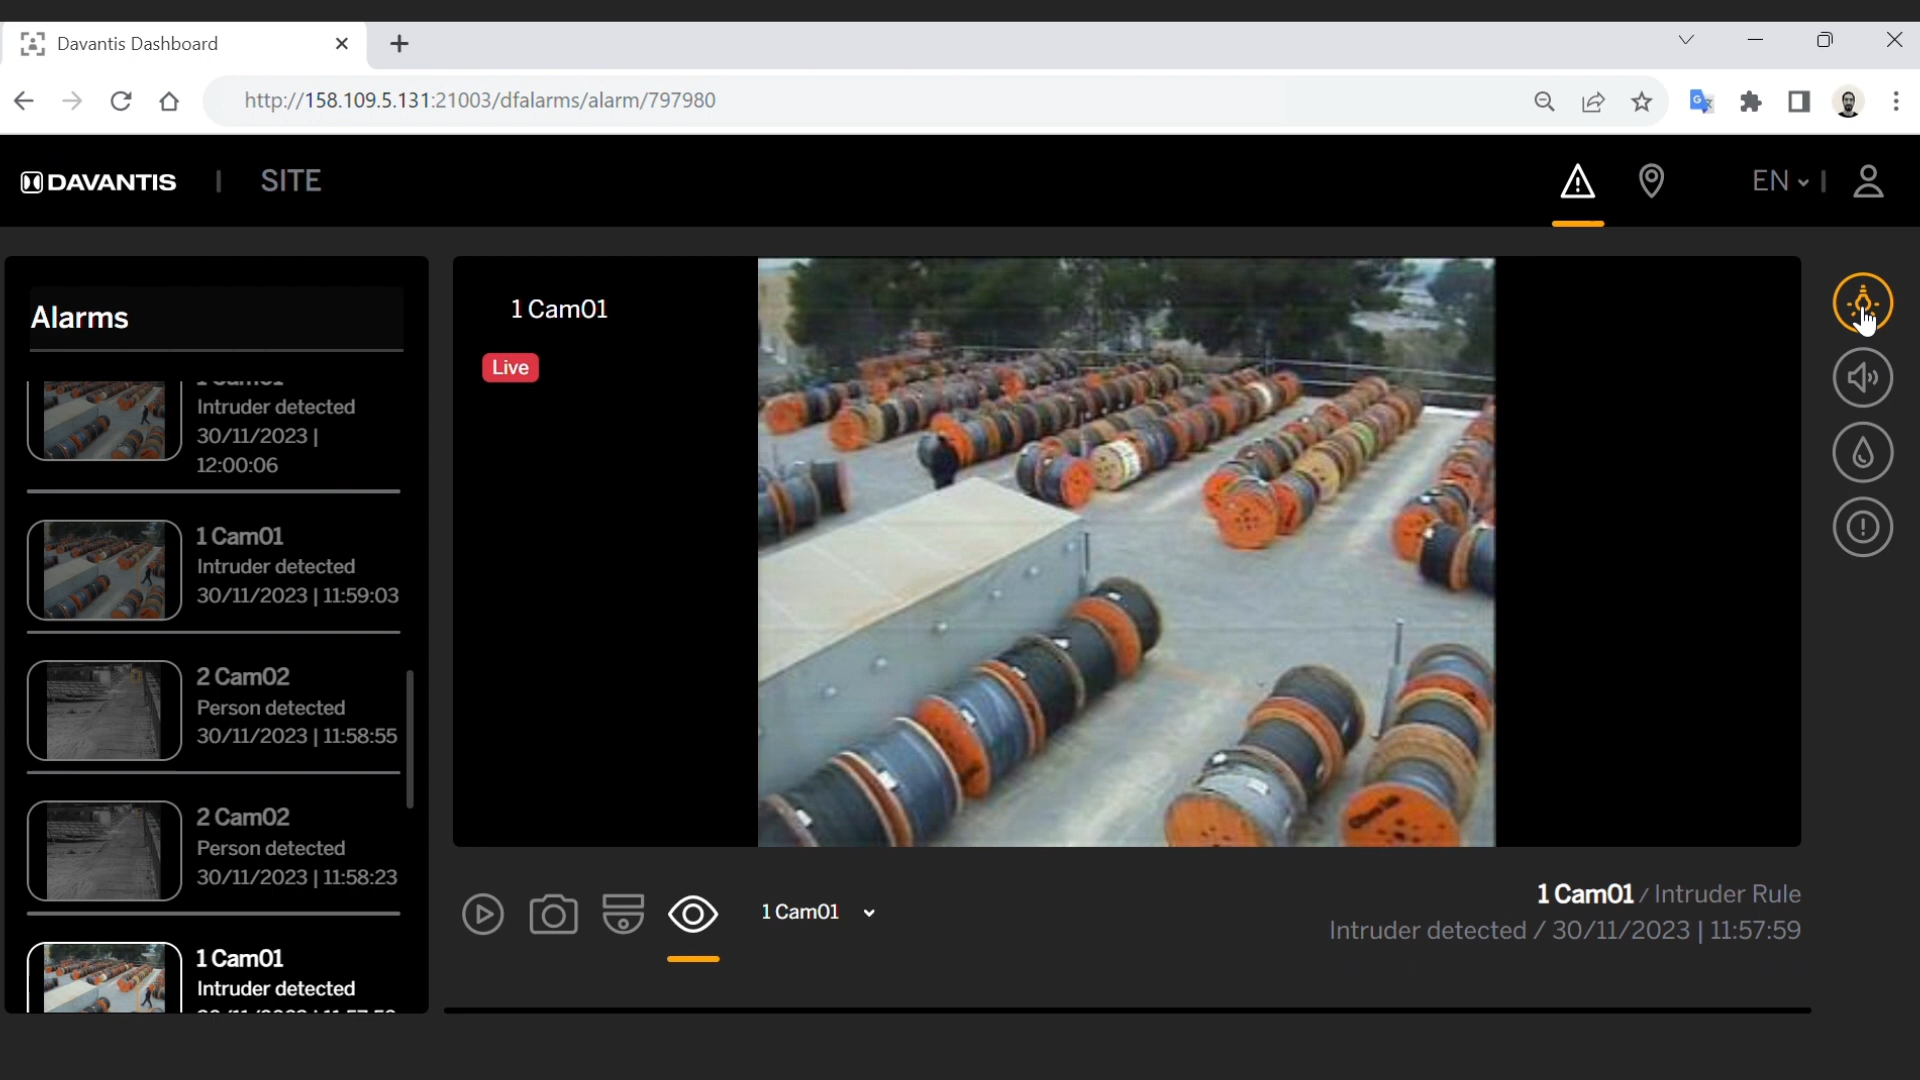 Davantis Dashboard
http://158.109.5.131:21003/dfalarms/alarm/797980
DAVANTIS | SITE
EN
Alarms
Intruder detected
30/11/2023 |
12:00:06
1 Cam01
Intruder detected
30/11/2023 | 11:59:03
2 Cam02
Person detected
30/11/2023 | 11:58:55
2 Cam02
Person detected
30/11/2023 | 11:58:23
1 Cam01
Intruder detected
1 Cam01
Live
1 Cam01
1 Cam01 / Intruder Rule
Intruder detected / 30/11/2023 | 11:57:59